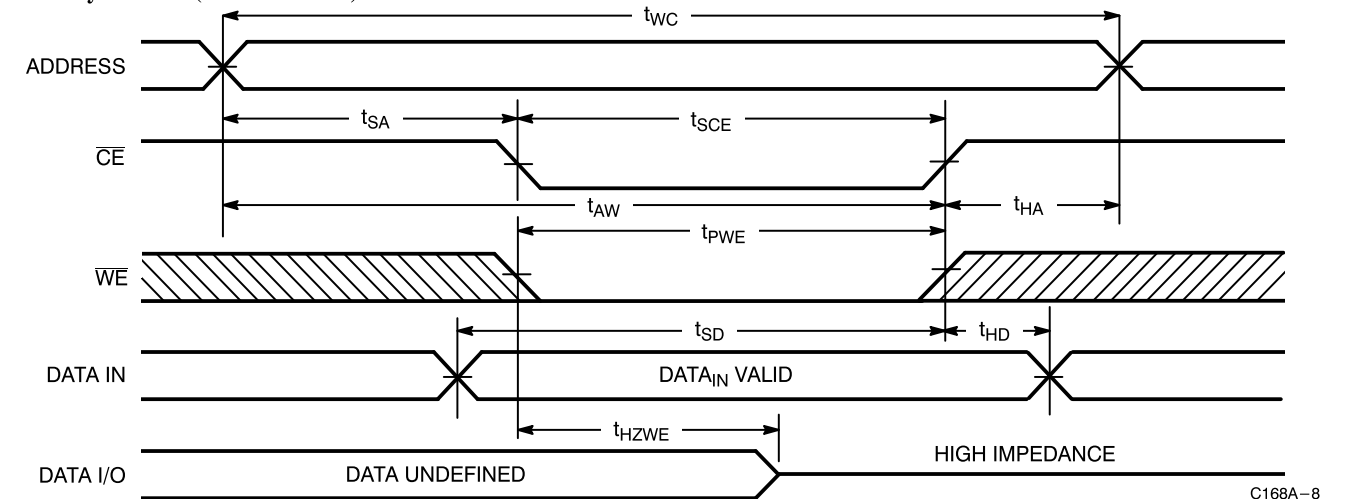 tWC
ADDRESS
tSA
tSCE
CE
tAW
tHA
tPWE
WE
tSD
tHD
DATA IN
DATAIN VALID
tHZWE
HIGH IMPEDANCE
DATA I/O
DATA UNDEFINED
C168A–8